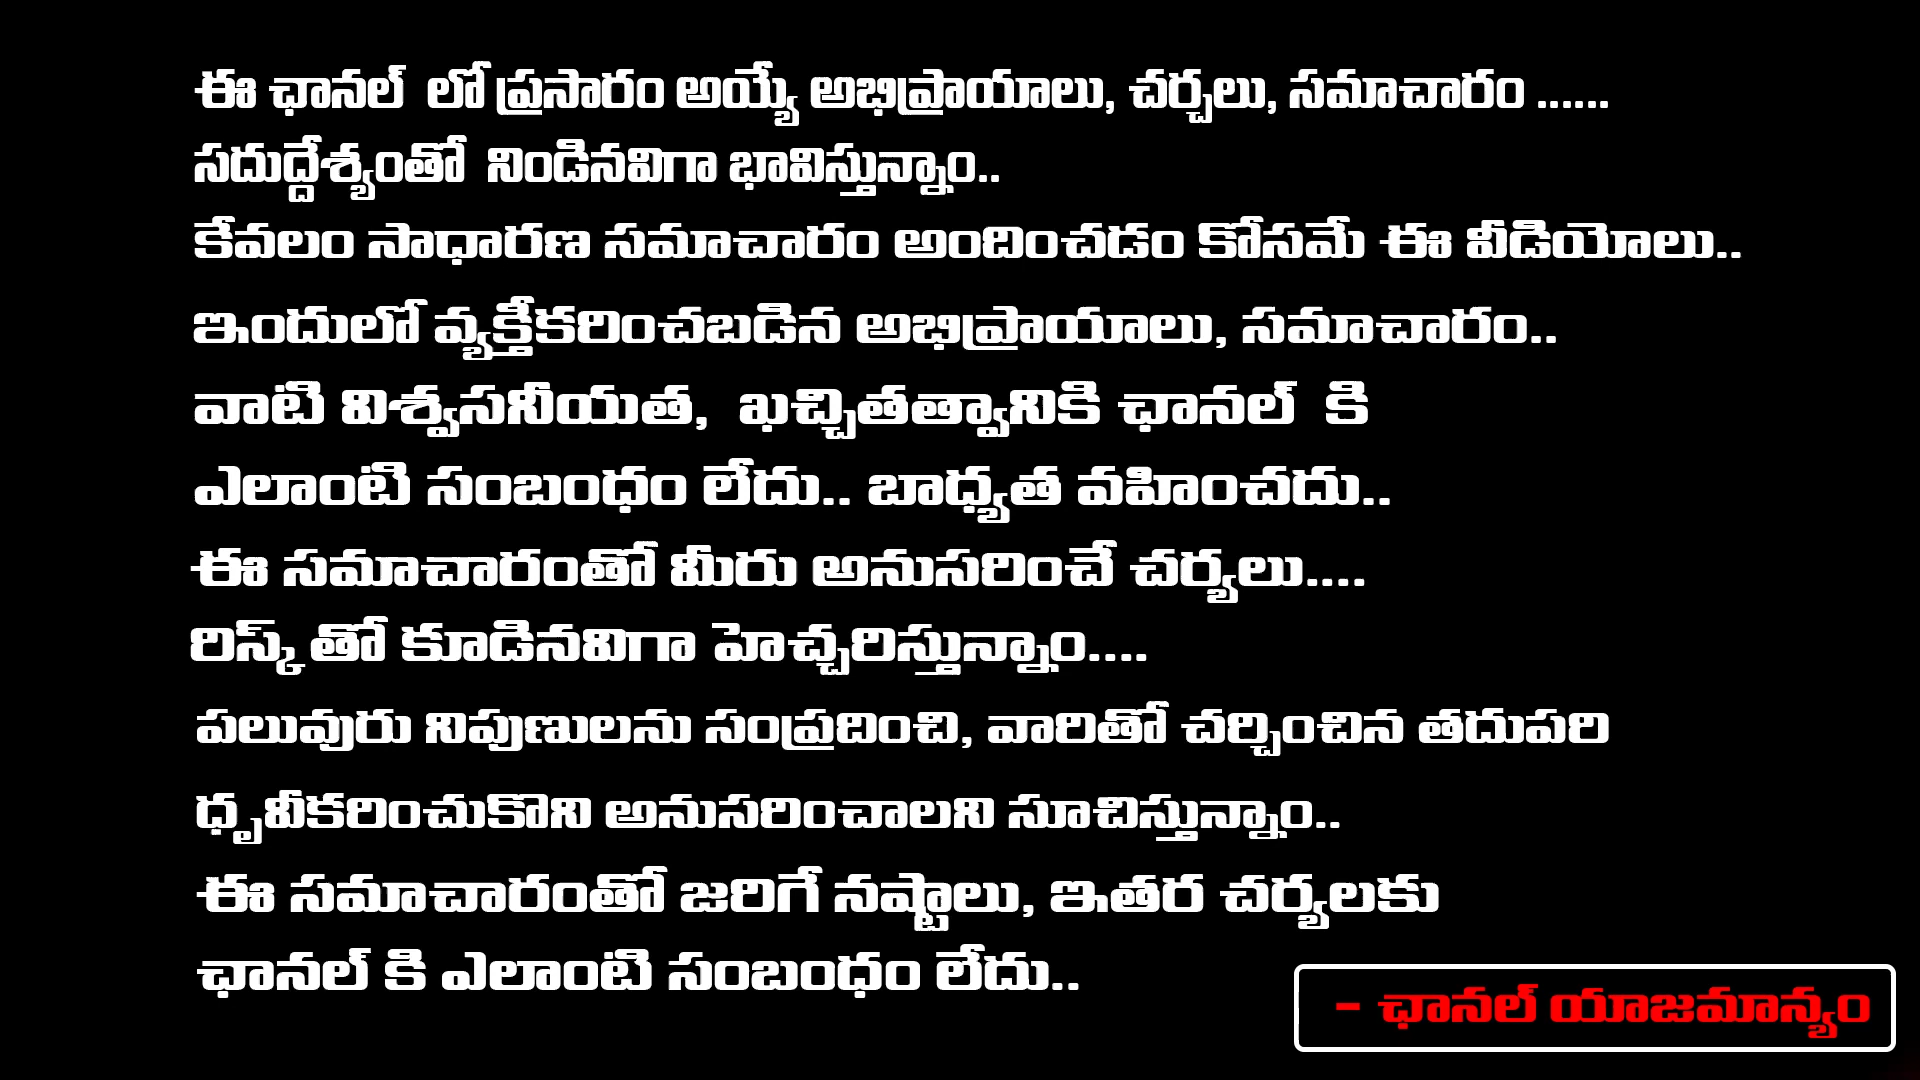 ఈ ఛానల్ లో ప్రసారం అయ్యే అభిప్రాయాలు, చర్చలు, సమాచారం ......
సదుద్దేశ్యంతో నిండినవిగా భావిస్తున్నాం..
కేవలం సాధారణ సమాచారం అందించడం కోసమే ఈ వీడియోలు..
ఇందులో వ్యక్తీకరించబడిన అభిప్రాయాలు, సమాచారం..
వాటి విశ్వసనీయత, ఖచ్చితత్వానికి ఛానల్ కి
ఎలాంటి సంబంధం లేదు.. బాధ్యత వహించదు..
ఈ సమాచారంతో మీరు అనుసరించే చర్యలు....
రిస్క్ తో కూడినవిగా హెచ్చరిస్తున్నాం....
పలువురు నిపుణులను సంప్రదించి, వారితో చర్చించిన తదుపరి
ధృవీకరించుకొని అనుసరించాలని సూచిస్తున్నాం..
ఈ సమాచారంతో జరిగే నష్టాలు, ఇతర చర్యలకు
ఛానల్ కి ఎలాంటి సంబంధం లేదు..
- ఛానల్ యాజమాన్యం